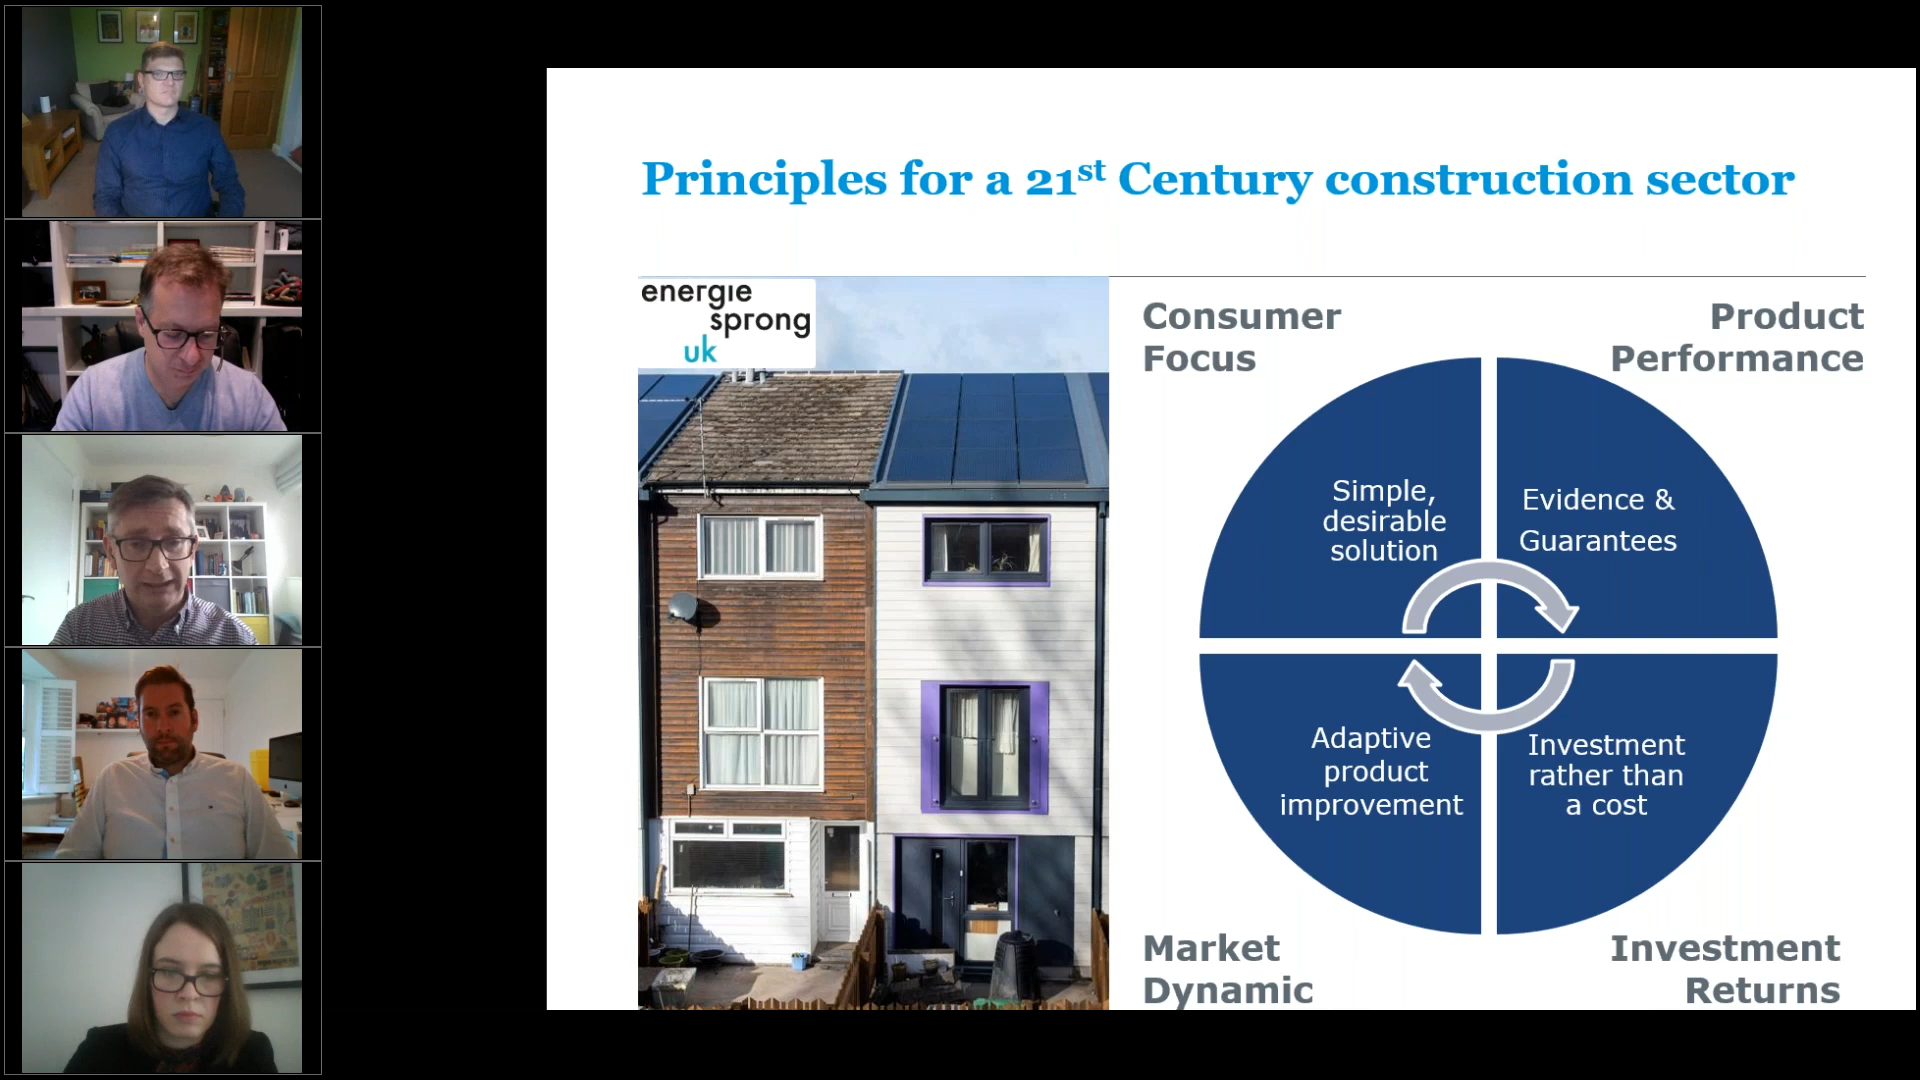 Principles for a 21st Century construction sector
energie
sprong
uk
Consumer
Focus
Product
Performance
Simple,
desirable
solution
Evidence &
Guarantees
Adaptive
product
improvement
Investment
rather than
a cost
Market
Dynamic
Investment
Returns